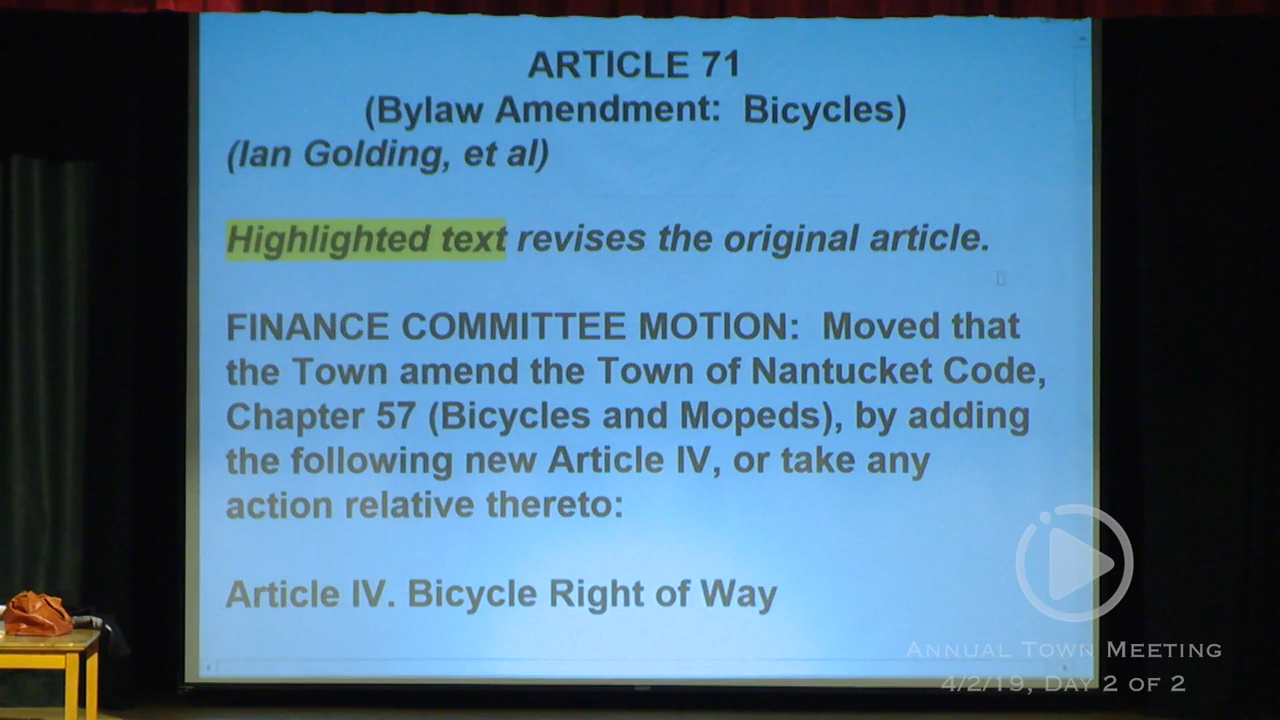 ARTICLE 71
(Bylaw Amendment: Bicycles)
(Ian Golding, et al)
Highlighted text revises the original article.
FINANCE COMMITTEE MOTION: Moved that
the Town amend the Town of Nantucket Code,
Chapter 57 (Bicycles and Mopeds), by adding
the following new Article IV, or take any
action relative thereto:
Article IV. Bicycle Right of Way
ANNUAL TOWN MEETING
4/2/19, DAY 2 OF 2